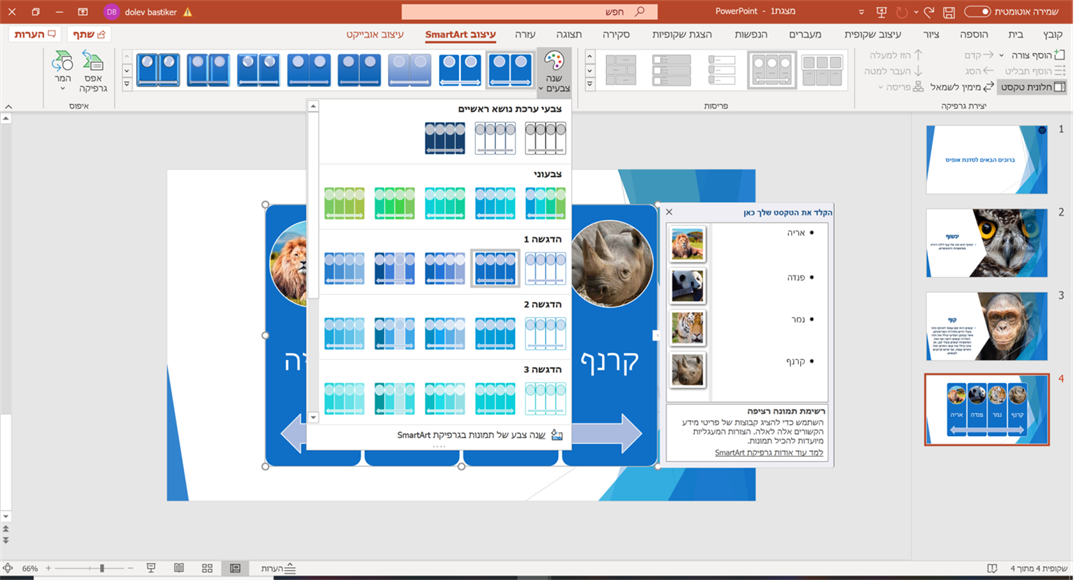 שמירה אוטומטית
מצגת1 - PowerPoint
חפש
dolev bastiker
DB
קובץ
בית
הוספה
ציור
עיצוב שקופית
מעברים
הנפשות
הצגת שקופיות
סקירה
תצוגה
עזרה
עיצוב SmartArt
עיצוב אובייקט
שתף
הערות
הוסף צורה
הוסף תבליט
חלונית טקסט
קדם
הסג
מימין לשמאל
הזז למעלה
העבר למטה
פריסה
יצירת גרפיקה
פריסות
שנה
צבעים
אפס
גרפיקה
המר
איפוס
צבעי ערכת נושא ראשיים
צבעוני
הדגשה 1
הדגשה 2
הדגשה 3
שנה צבע של תמונות בגרפיקת SmartArt
1
ברוכים הבאים לסדנת אופיס
2
ינשוף
3
קוף
4
קרנף
נמר
פנדה
אריה
הקלד את הטקסט שלך כאן
אריה
פנדה
נמר
קרנף
רשימת תמונה רציפה
השתמש כדי להציג קבוצות של פריטי מידע
הקשורים אלה לאלה. הצורות המעגליות
מיועדות להכיל תמונות.
למד עוד אודות גרפיקת SmartArt
קרנף
שקופית 4 מתוך 4
הערות
66%